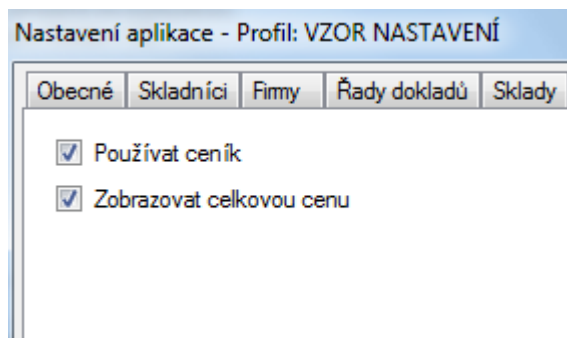 Nastavení aplikace - Profil: VZOR NASTAVENÍ
Obecné Skladníci Firmy Řady dokladů Sklady
Používat ceník
Zobrazovat celkovou cenu